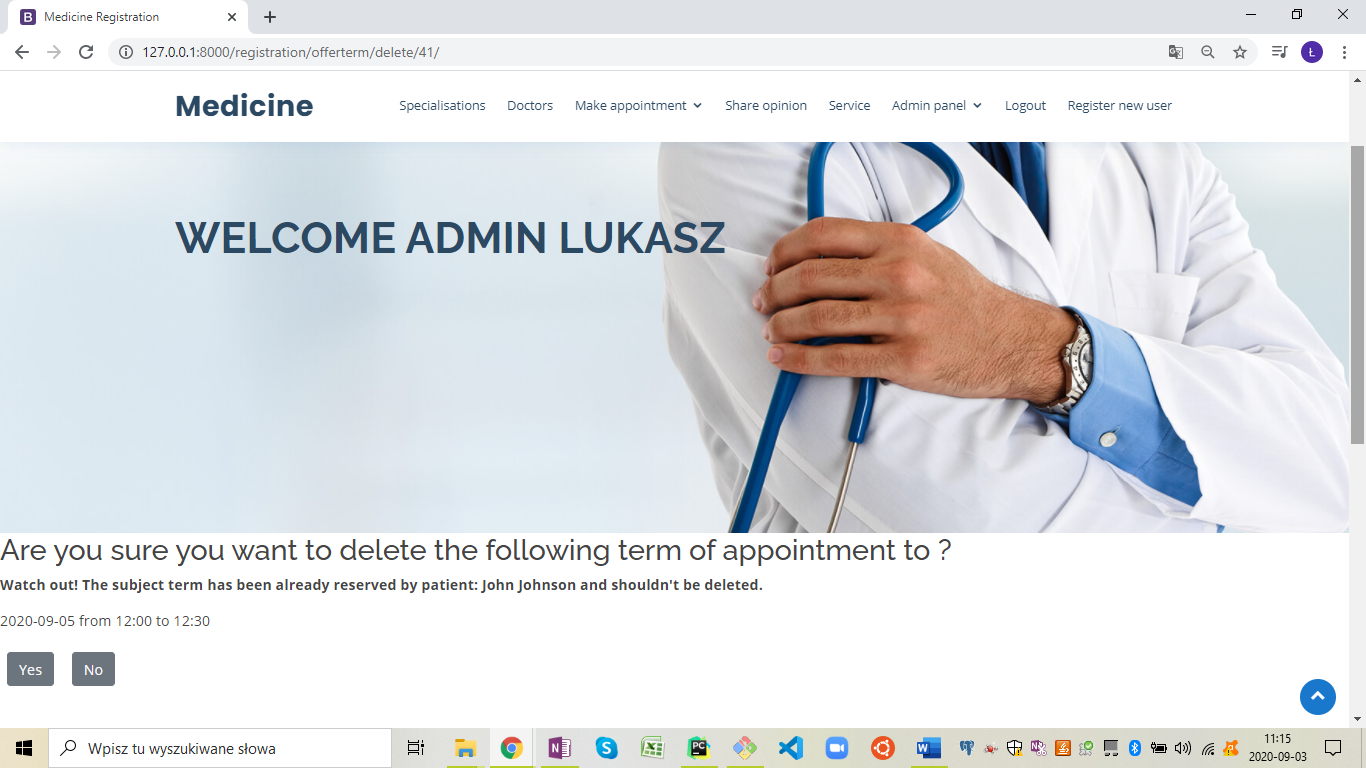 Medicine Registration
127.0.0.1:8000/registration/offerterm/delete/41/
Ł
Medicine
Specialisations Doctors Make appointment Share opinion Service Admin panel Logout Register new user
WELCOME ADMIN LUKASZ
Are you sure you want to delete the following term of appointment to ?
Watch out! The subject term has been already reserved by patient: John Johnson and shouldn't be deleted.
2020-09-05 from 12:00 to 12:30
Yes No
Wpisz tu wyszukiwane słowa
11:15
2020-09-03